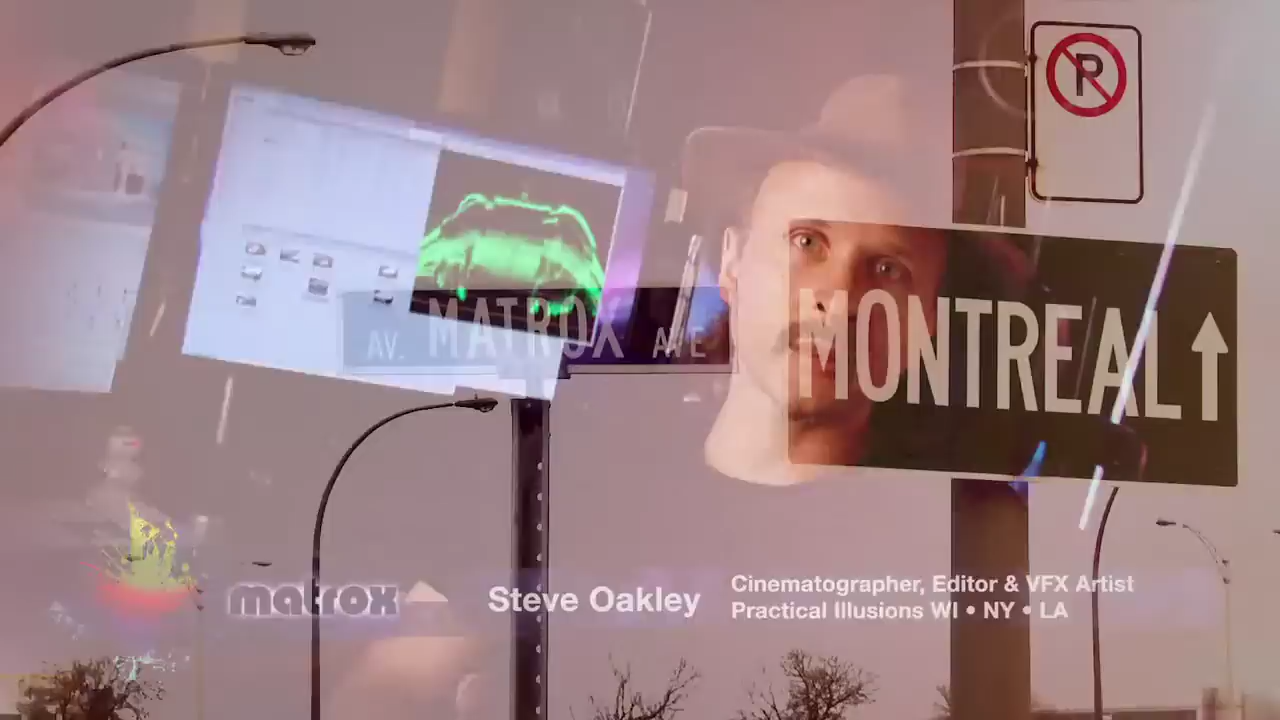 P
AV. MATROX AVE
MONTREAL
matrox
Steve Oakley
Cinematographer, Editor & VFX Artist
Practical Illusions WI • NY • LA